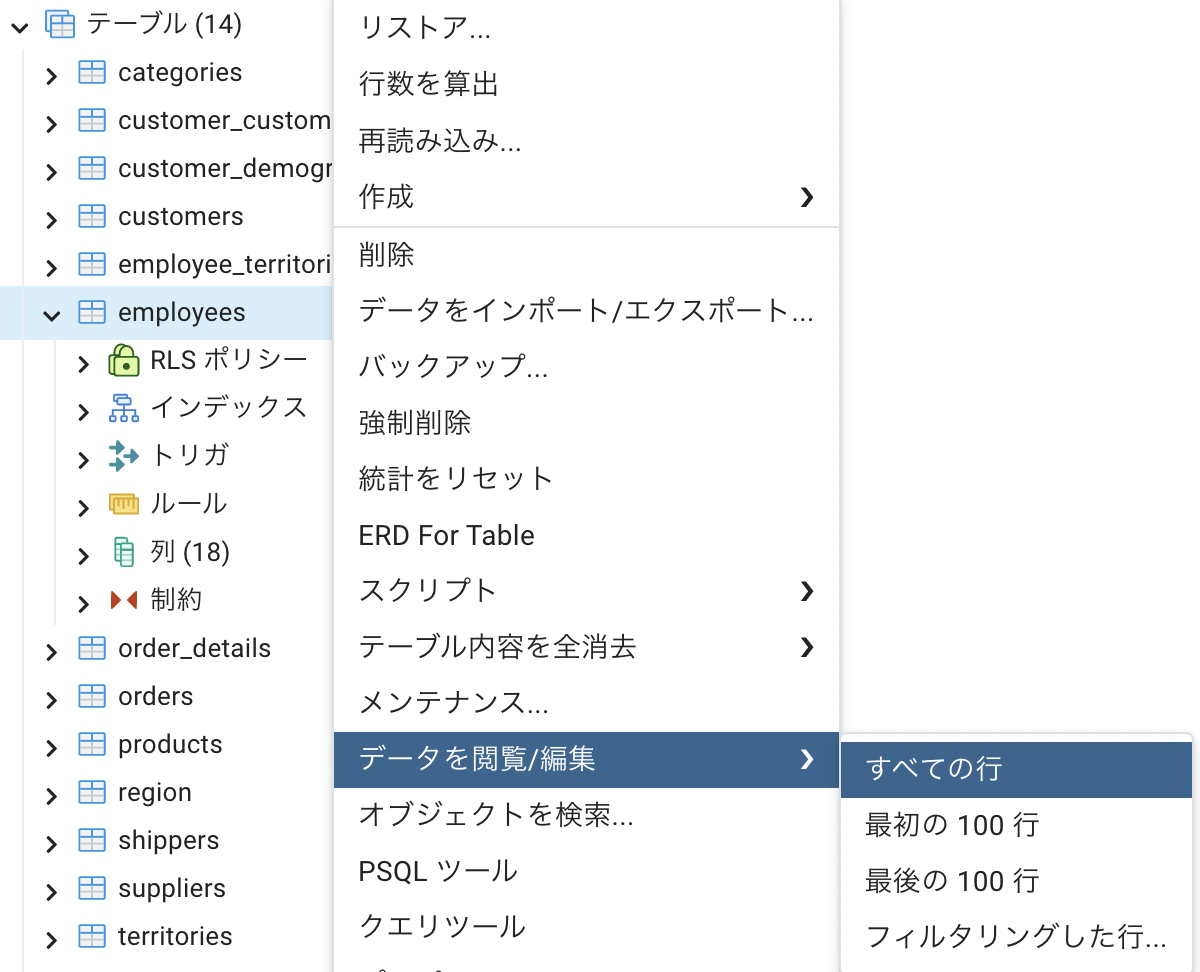 テーブル (14)
categories
customer_custom
customer_demogr
customers
employee_territori
employees
RLS ポリシー
インデックス
トリガ
ルール
列 (18)
制約
order_details
orders
products
region
shippers
suppliers
territories
リストア...
行数を算出
再読み込み...
作成
削除
データをインポート/エクスポート...
バックアップ...
強制削除
統計をリセット
ERD For Table
スクリプト
テーブル内容を全消去
メンテナンス...
データを閲覧/編集
オブジェクトを検索...
PSQL ツール
クエリツール
すべての行
最初の 100 行
最後の 100 行
フィルタリングした行...